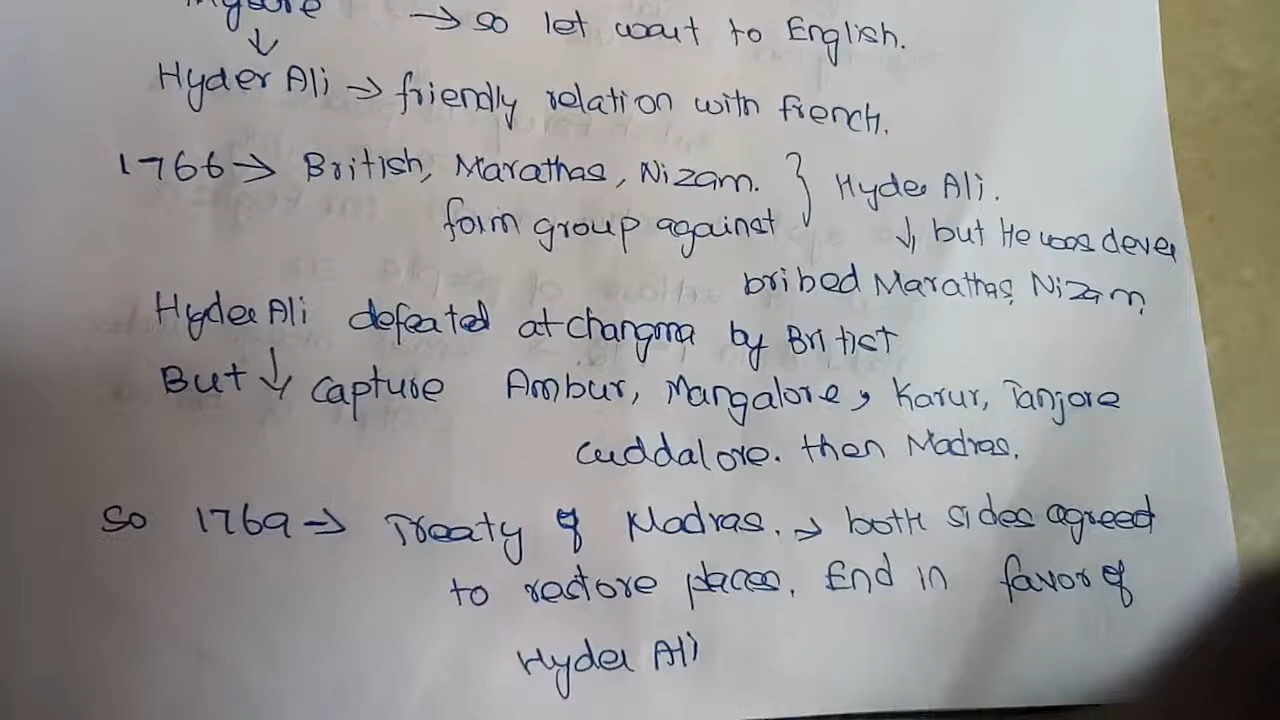 Mysore → so let want to English.
↓
Hyder Ali → friendly relation with french.
1766 → British, Marathas, Nizam. } Hyder Ali.
form group against ↓ but He was clever
bribed Marathas, Nizam,
Hyder Ali defeated at changma by British
But ↓ capture Ambur, Mangalore, Karur, Tanjore
cuddalore. then Madras.
So 1769 → Treaty of Madras. → both sides agreed
to restore places. End in favor of
Hyder Ali